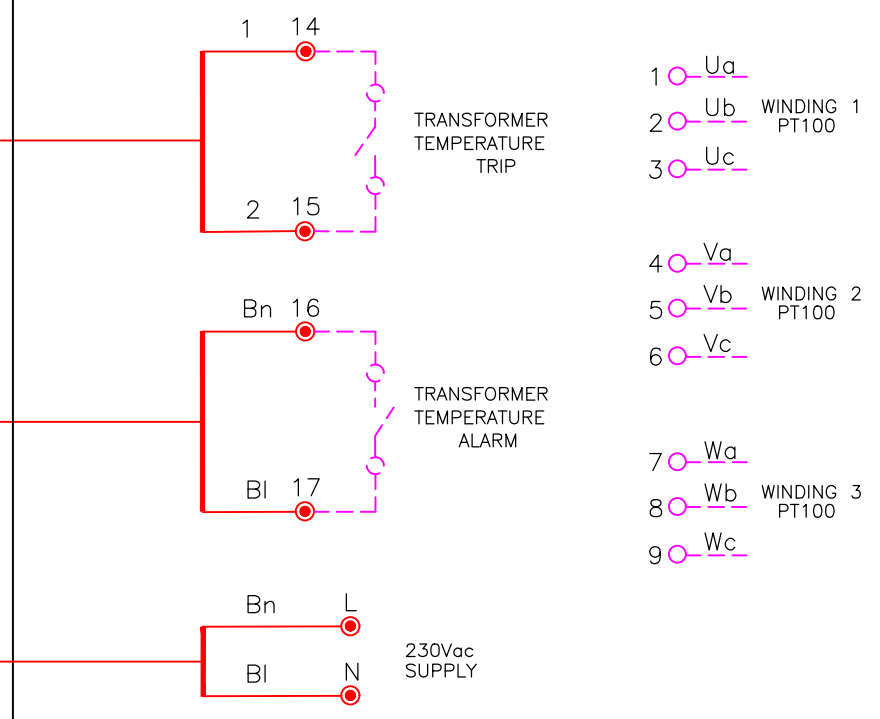 1 14
TRANSFORMER
TEMPERATURE
TRIP
2 15
Bn 16
TRANSFORMER
TEMPERATURE
ALARM
Bl 17
Bn L
230Vac
SUPPLY
Bl N
1 Ua
2 Ub
3 Uc
WINDING 1
PT100
4 Va
5 Vb
6 Vc
WINDING 2
PT100
7 Wa
8 Wb
9 Wc
WINDING 3
PT100